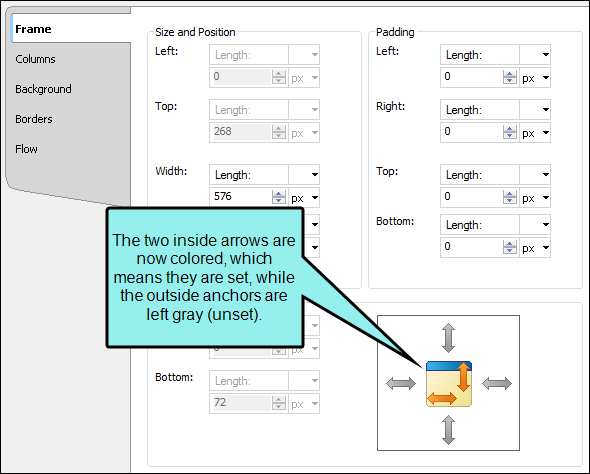 Frame
Columns
Background
Borders
Flow
Size and Position
Left:
Length:
0
px
Top:
Length:
268
px
Width:
Length:
px
576
px
Padding
Left:
Length:
0
px
Right:
Length:
0
px
Top:
Length:
0
px
Bottom:
Length:
0
px
The two inside arrows are
now colored, which
means they are set, while
the outside anchors are
left gray (unset).
px
Bottom:
Length:
72
px